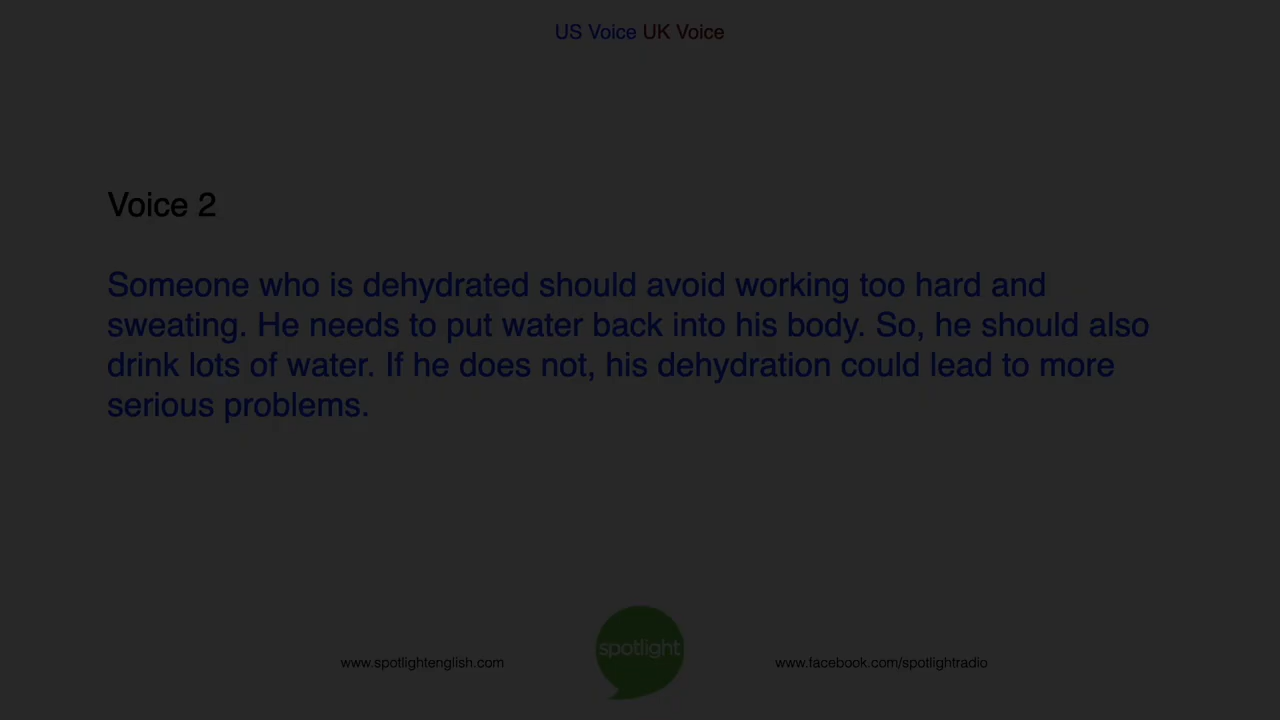 US Voice UK Voice
Voice 2
Someone who is dehydrated should avoid working too hard and
sweating. He needs to put water back into his body. So, he should also
drink lots of water. If he does not, his dehydration could lead to more
serious problems.
spotlight
www.spotlightenglish.com
www.facebook.com/spotlightradio